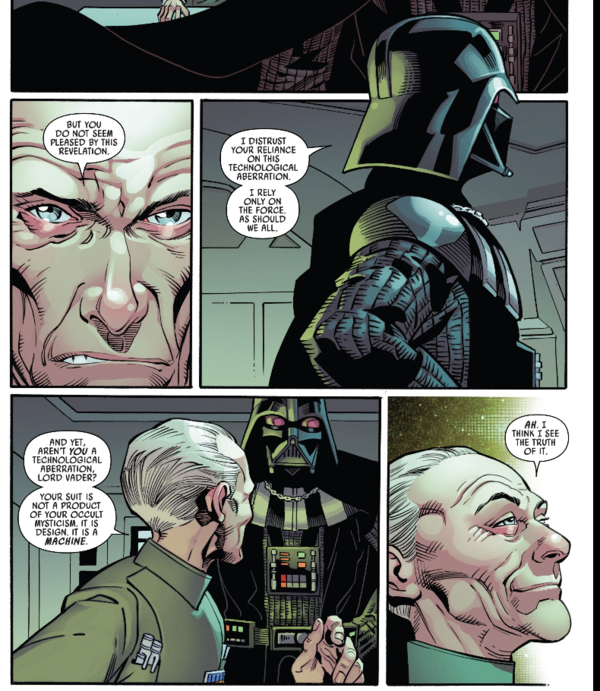 BUT YOU
DO NOT SEEM
PLEASED BY THIS
REVELATION.
I DISTRUST
YOUR RELIANCE
ON THIS
TECHNOLOGICAL
ABERRATION.
I RELY
ONLY ON
THE FORCE.
AS SHOULD
WE ALL.
AND YET,
AREN'T YOU A
TECHNOLOGICAL
ABERRATION,
LORD VADER?
YOUR SUIT IS
NOT A PRODUCT
OF YOUR OCCULT
MYSTICISM. IT IS
DESIGN. IT IS A
MACHINE.
AH. I
THINK I SEE
THE TRUTH
OF IT.